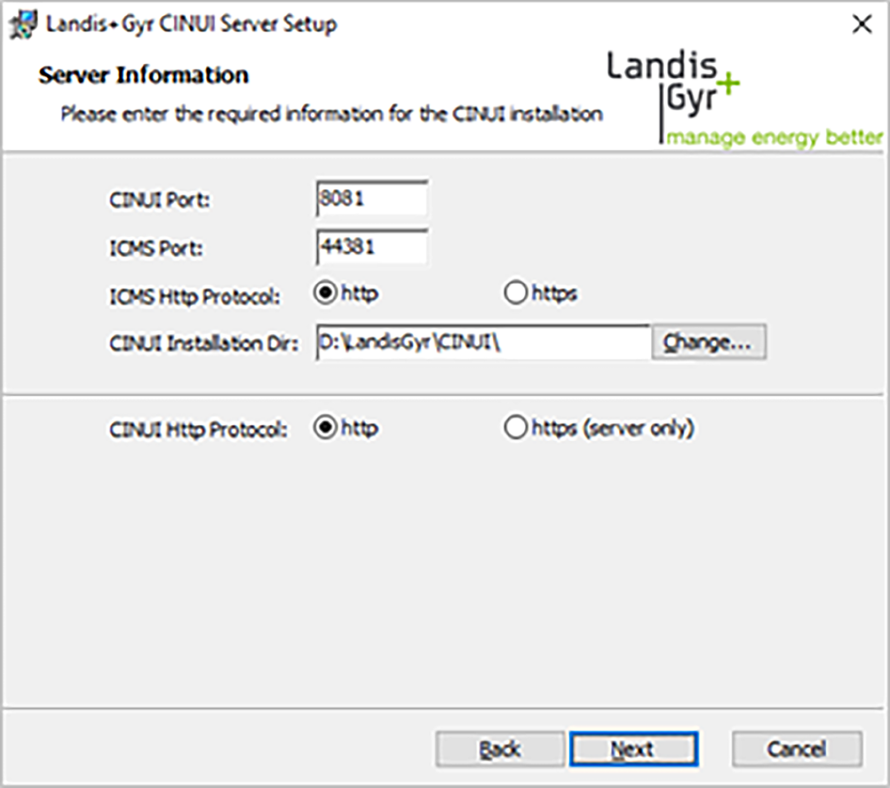 Landis+Gyr CINUI Server Setup
Server Information
Please enter the required information for the CINUI installation
Landis+
Gyr
manage energy better
CINUI Port: 8081
ICMS Port: 44381
ICMS Http Protocol: http https
CINUI Installation Dir: D:\LandisGyr\CINUI\ Change...
CINUI Http Protocol: http https (server only)
Back Next Cancel